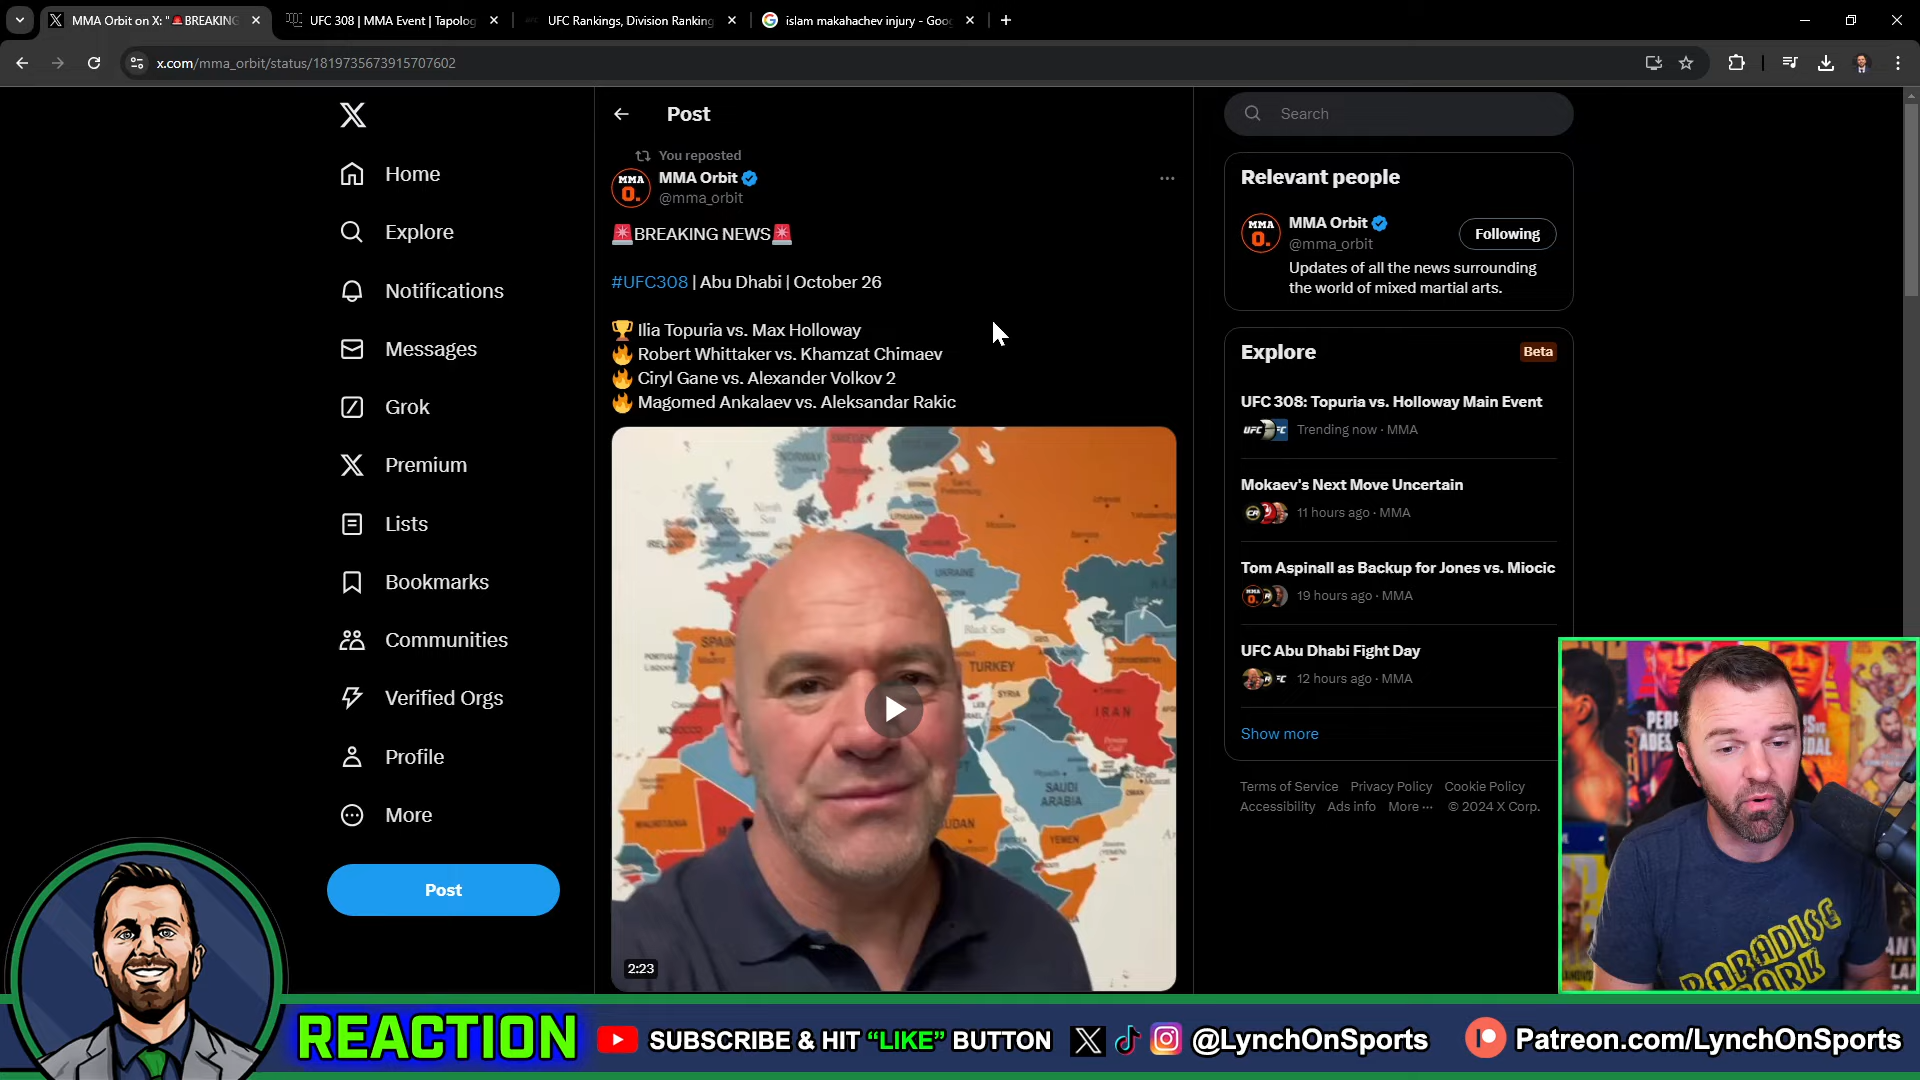 MMA Orbit on X: "🚨BREAKING
UFC 308 | MMA Event | Tapolog
UFC Rankings, Division Ranking
islam makahachev injury - Goo
x.com/mma_orbit/status/1819735673915707602
Post
You reposted
MMA Orbit
@mma_orbit
🚨BREAKING NEWS🚨
#UFC308 | Abu Dhabi | October 26
🏆 Ilia Topuria vs. Max Holloway
🔥 Robert Whittaker vs. Khamzat Chimaev
🔥 Ciryl Gane vs. Alexander Volkov 2
🔥 Magomed Ankalaev vs. Aleksandar Rakic
Home
Explore
Notifications
Messages
Grok
Premium
Lists
Bookmarks
Communities
Verified Orgs
Profile
More
Post
NORWAY
SWEDEN
IRELAND
UKRAINE
SPAIN
Black Sea
TURKEY
SYRIA
IRAN
SAUDI
ARABIA
SUDAN
YEMEN
2:23
Search
Relevant people
MMA
O.
MMA Orbit
@mma_orbit
Following
Updates of all the news surrounding
the world of mixed martial arts.
Explore
Beta
UFC 308: Topuria vs. Holloway Main Event
Trending now · MMA
Mokaev's Next Move Uncertain
11 hours ago · MMA
Tom Aspinall as Backup for Jones vs. Miocic
19 hours ago · MMA
UFC Abu Dhabi Fight Day
12 hours ago · MMA
Show more
Terms of Service Privacy Policy Cookie Policy
Accessibility Ads info More ··· © 2024 X Corp.
PARADISE
PARK
REACTION
SUBSCRIBE & HIT “LIKE” BUTTON
@LynchOnSports
Patreon.com/LynchOnSports